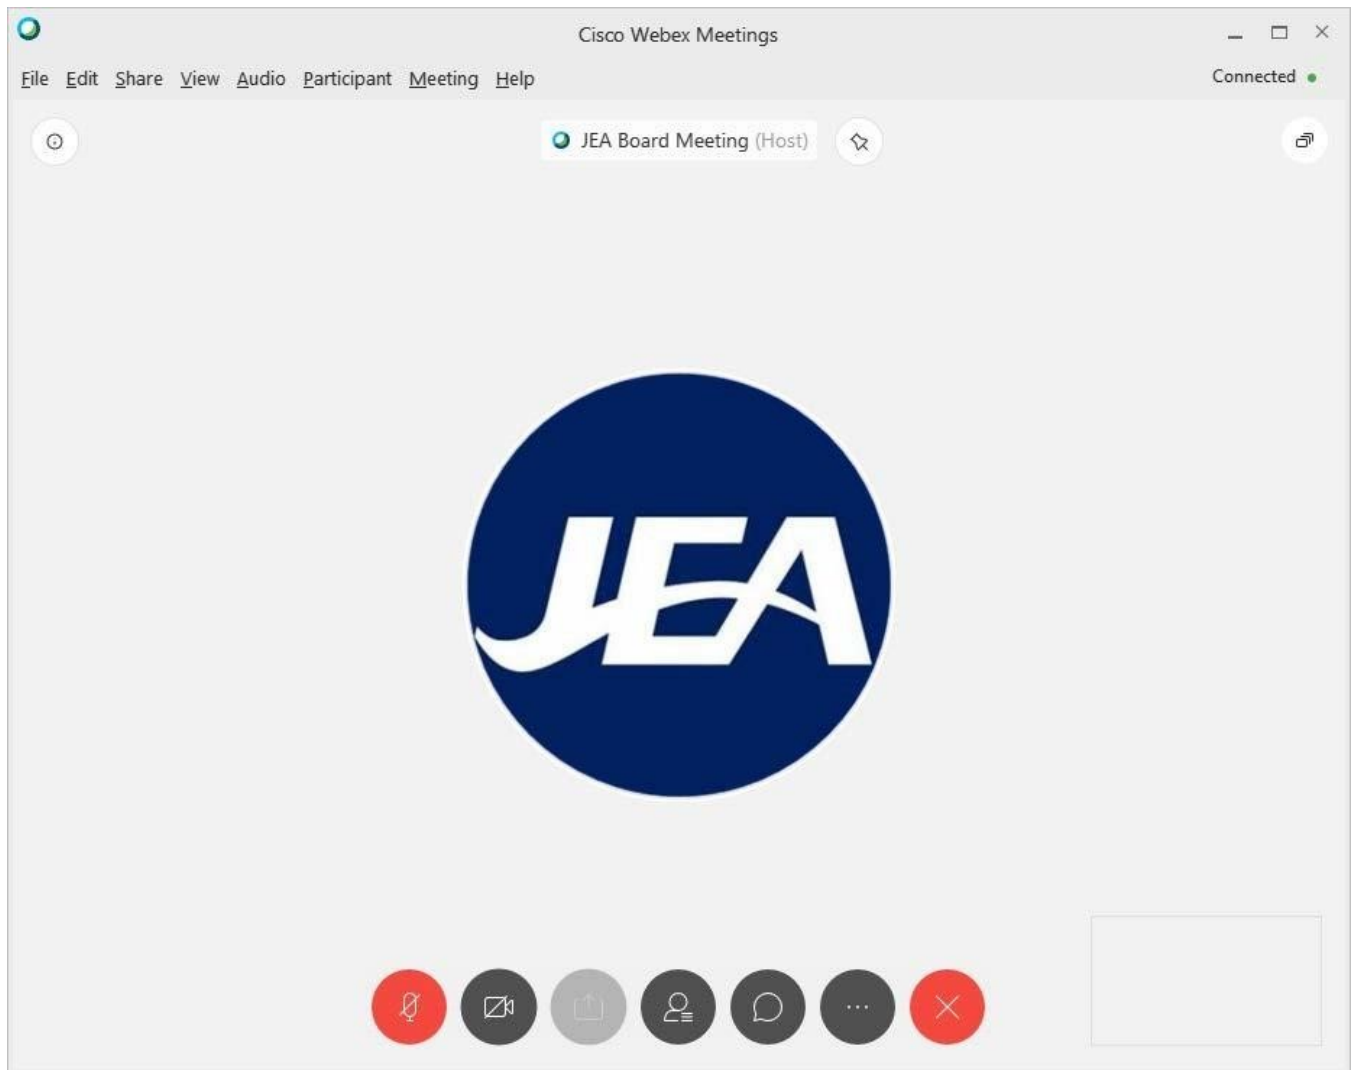 Cisco Webex Meetings
File Edit Share View Audio Participant Meeting Help
Connected
JEA Board Meeting (Host)
JEA